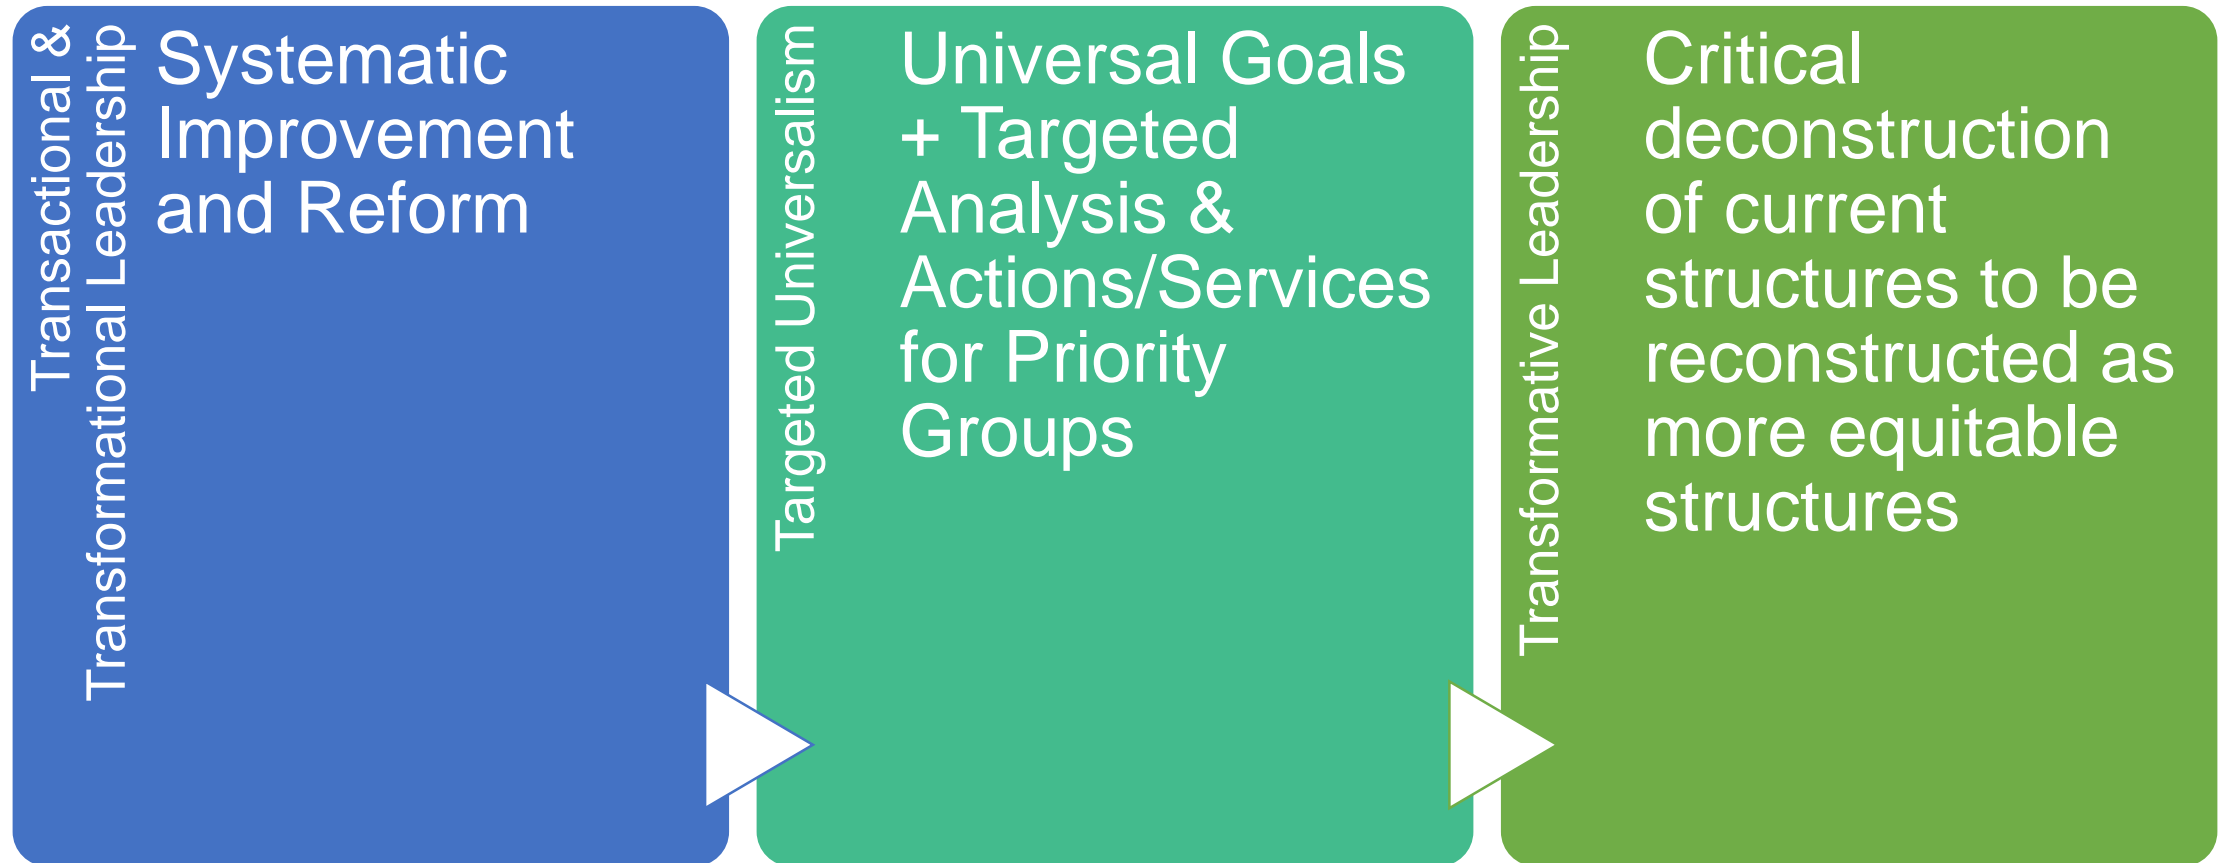 Transactional &
Transformational Leadership
Systematic
Improvement
and Reform
Targeted Universalism
Universal Goals
+ Targeted
Analysis &
Actions/Services
for Priority
Groups
Transformative Leadership
Critical
deconstruction
of current
structures to be
reconstructed as
more equitable
structures